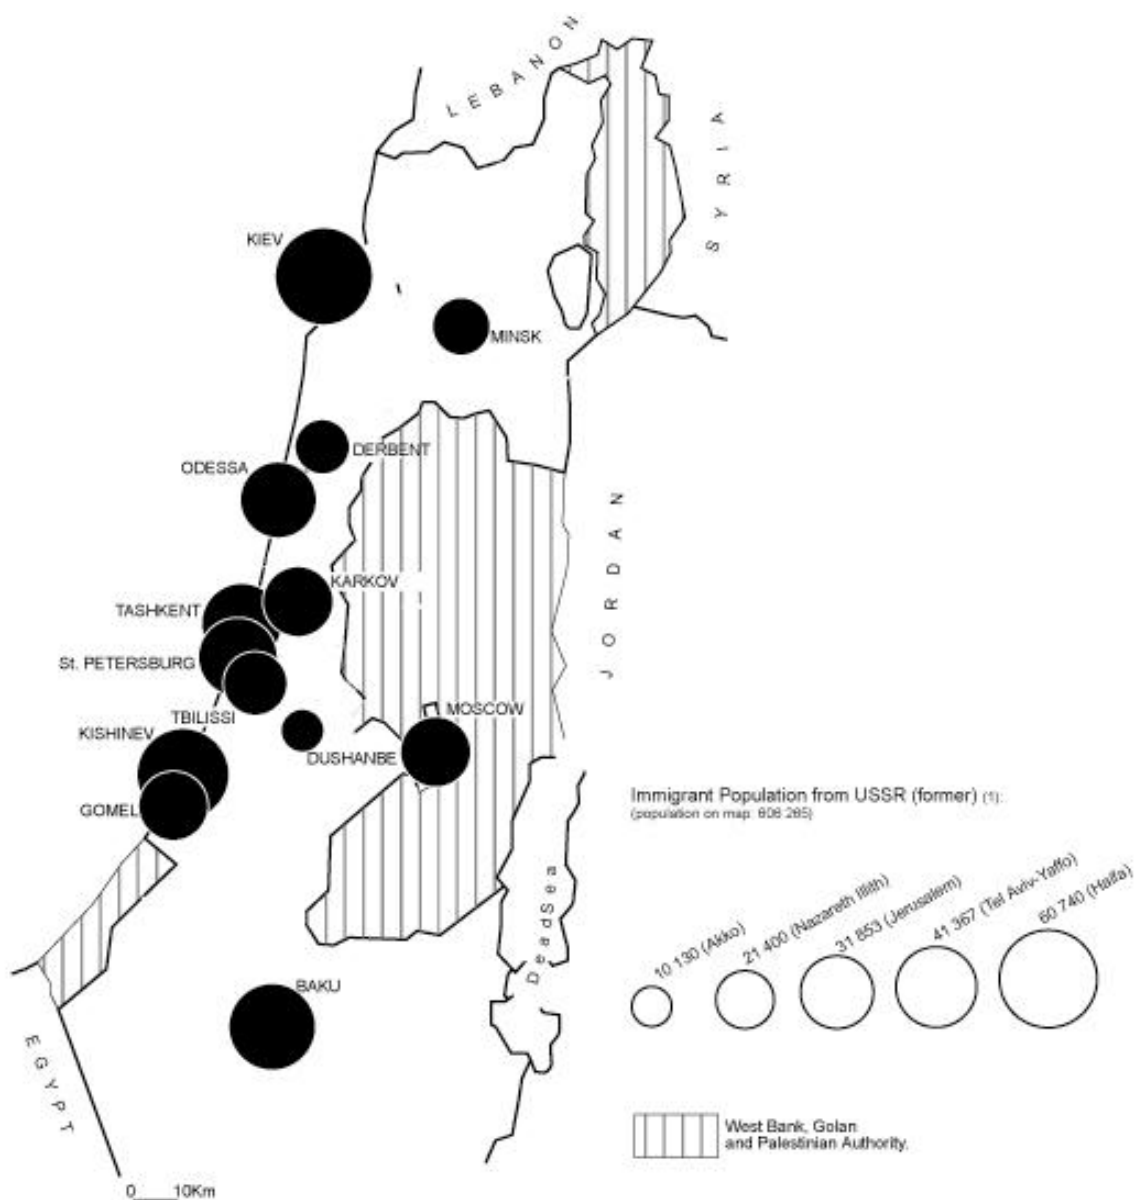 LEBANON
SYRIA
KIEV
MINSK
DERBENT
ODESSA
JORDAN
KARKOV
TASHKENT
St. PETERSBURG
MOSCOW
TBILISSI
KISHINEV
DUSHANBE
GOMEL
Immigrant Population from USSR (former) (1):
(population on map: 606 265)
DeadSea
10 130 (Akko)
21 400 (Nazareth Illith)
31 853 (Jerusalem)
41 367 (Tel Aviv-Yaffo)
60 740 (Haifa)
BAKU
EGYPT
West Bank, Golan
and Palestinian Authority.
0 10Km